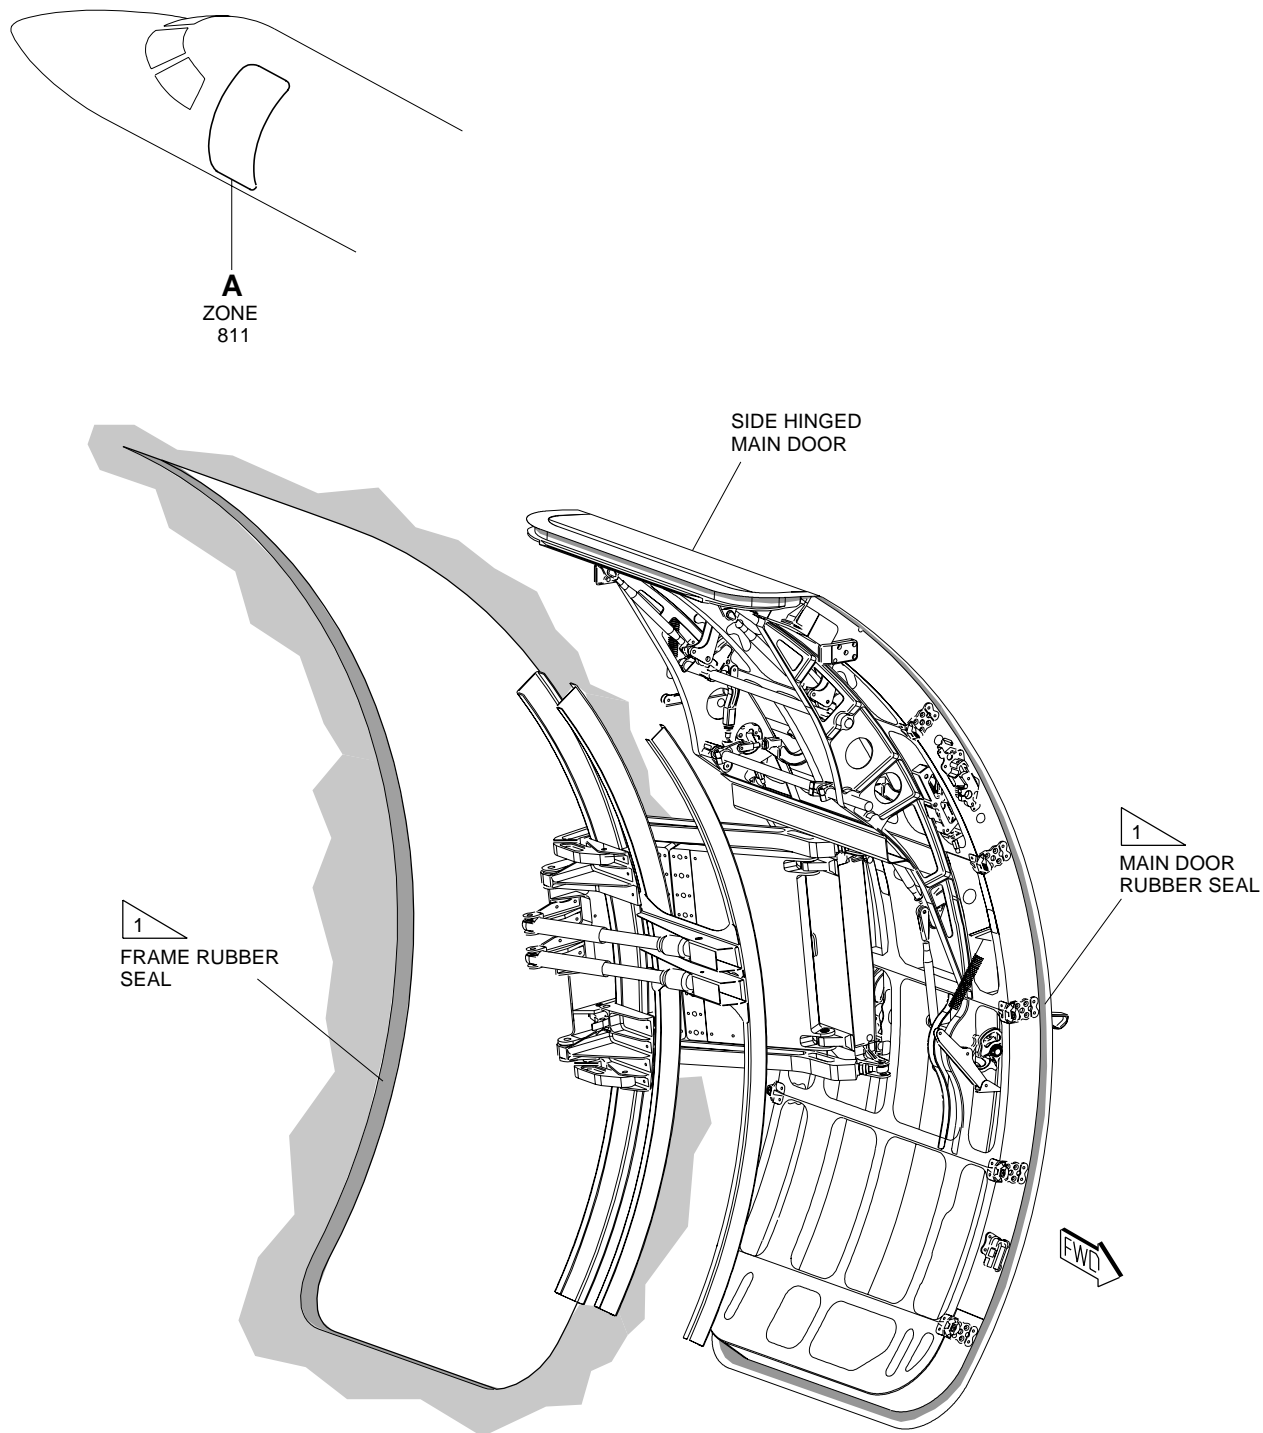 A
ZONE
811
SIDE HINGED
MAIN DOOR
1
MAIN DOOR
RUBBER SEAL
1
FRAME RUBBER
SEAL
FWD